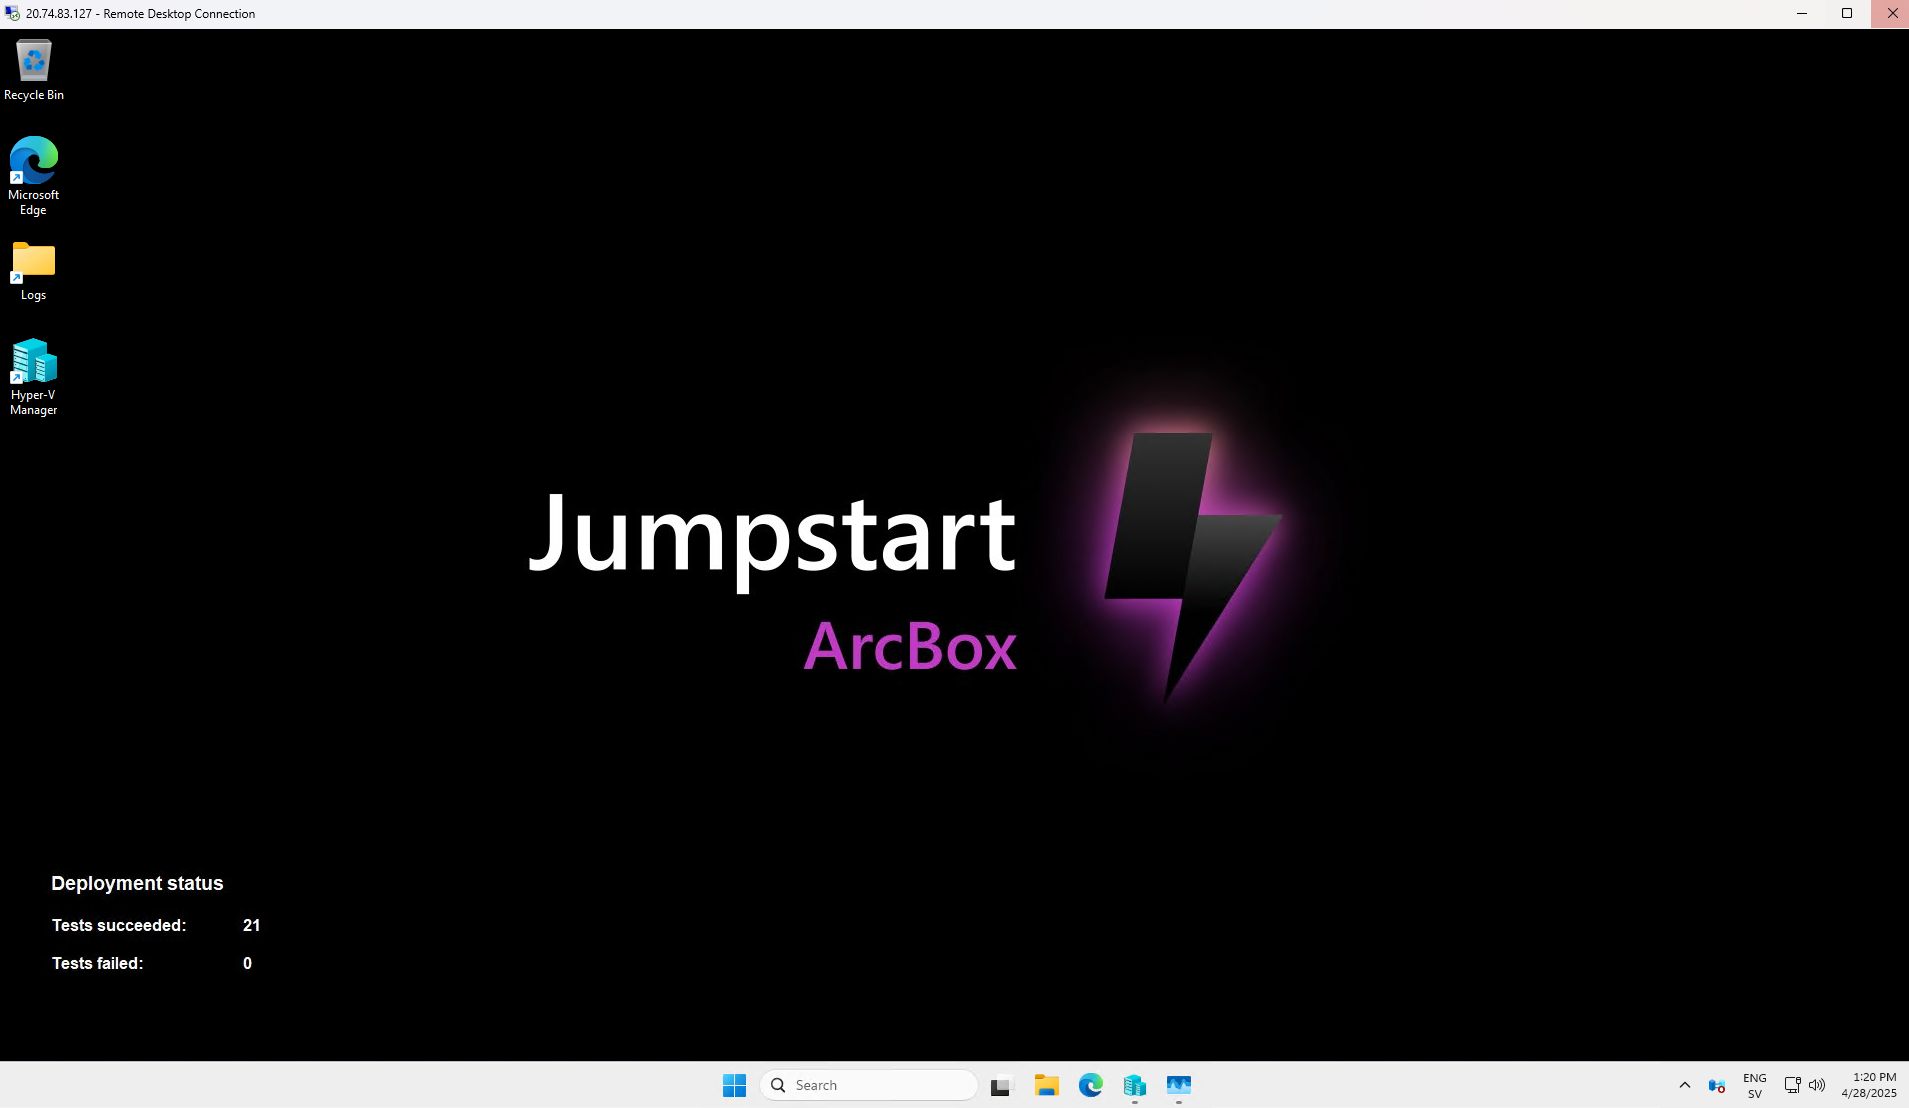 20.74.83.127 - Remote Desktop Connection
Recycle Bin
Microsoft
Edge
Logs
Hyper-V
Manager
Jumpstart
ArcBox
Deployment status
Tests succeeded: 21
Tests failed: 0
Search
ENG
SV
1:20 PM
4/28/2025